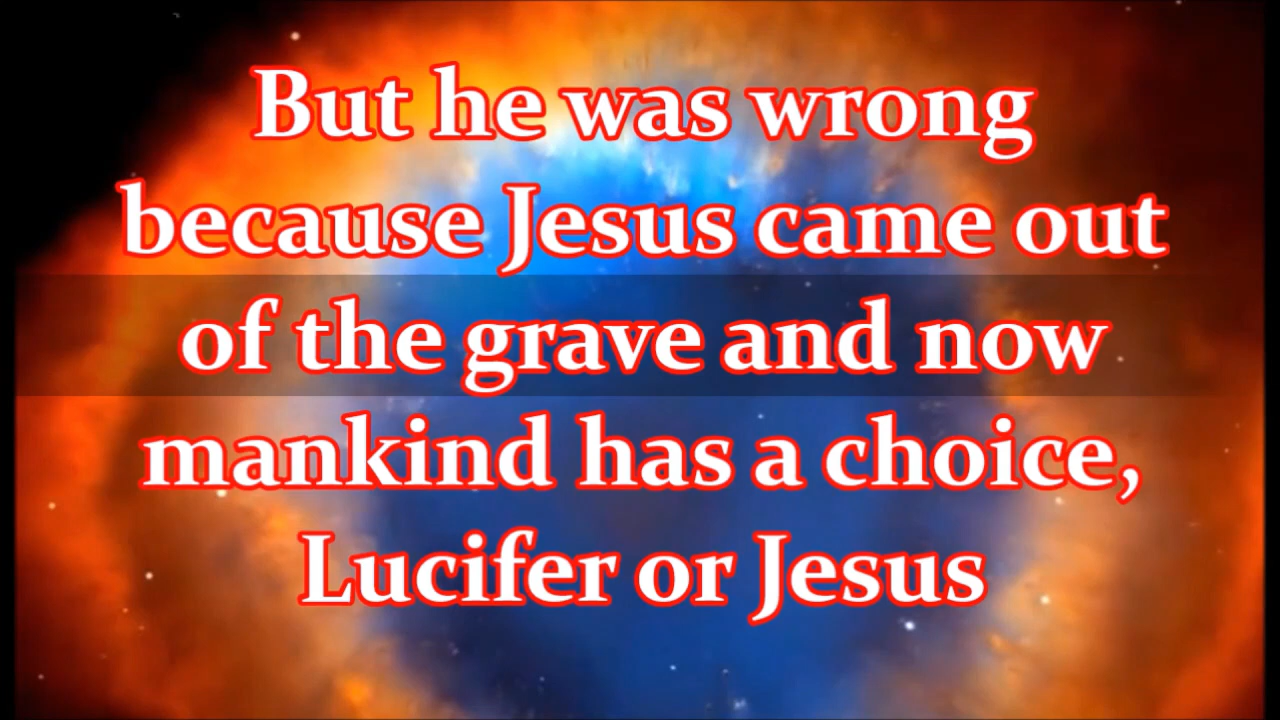 But he was wrong
because Jesus came out
of the grave and now
mankind has a choice,
Lucifer or Jesus